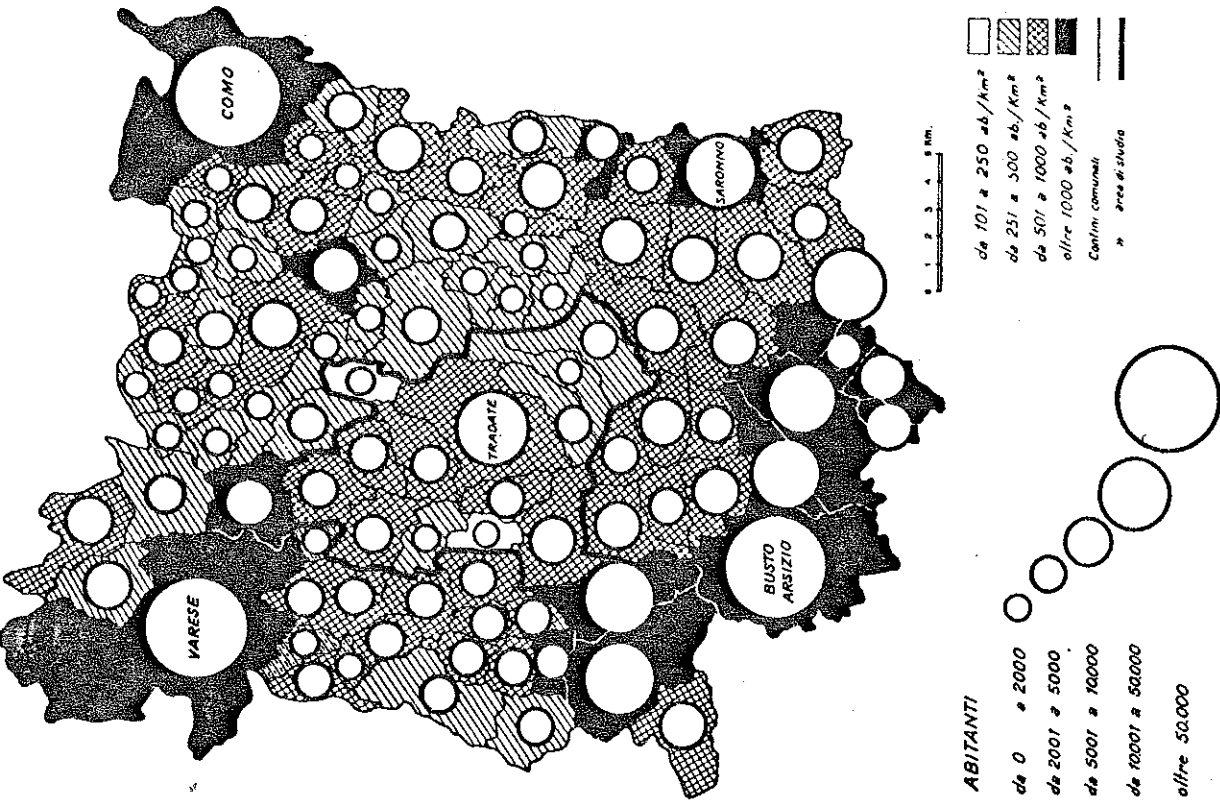 COMO
VARESE
TRADATE
SARONNO
BUSTO
ARSIZIO
0 1 2 3 4 5 Km.
da 101 a 250 ab./Km²
da 251 a 500 ab./Km²
da 501 a 1000 ab/Km²
oltre 1000 ab./Km²
Confini comunali
" area di studio
ABITANTI
da 0 a 2000
da 2001 a 5000
da 5001 a 10.000
da 10.001 a 50.000
oltre 50.000